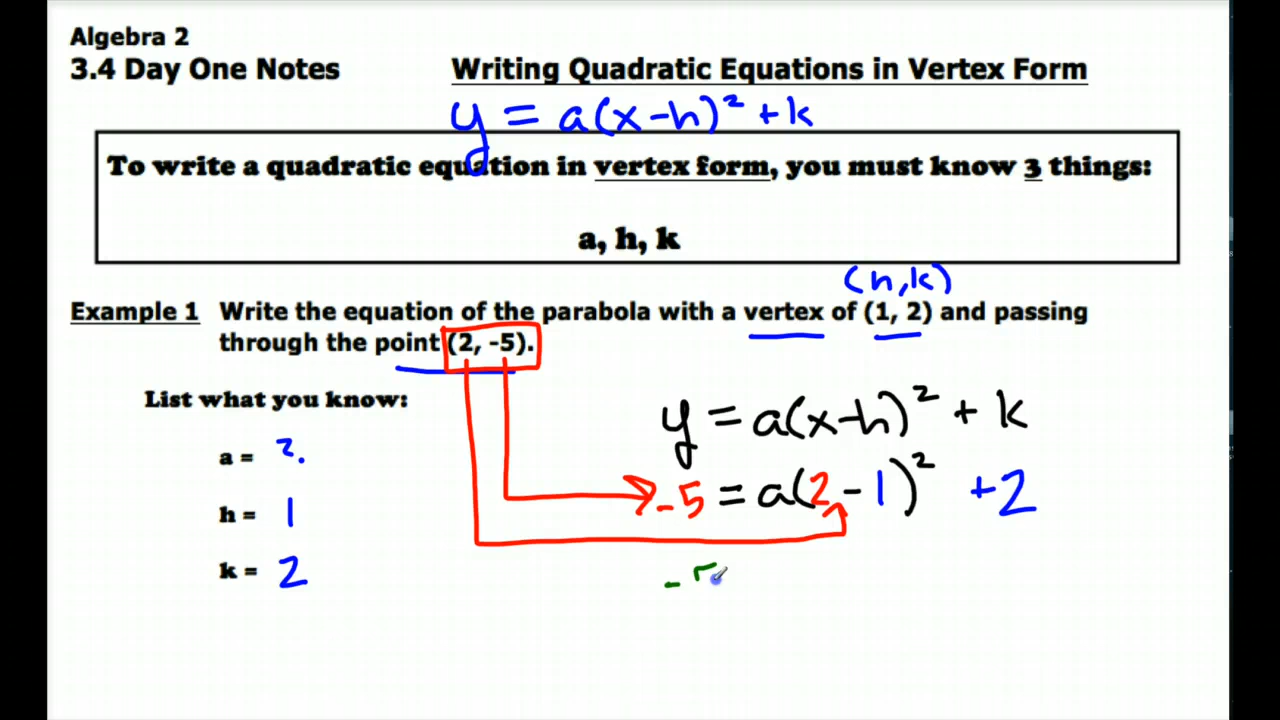 Algebra 2
3.4 Day One Notes
Writing Quadratic Equations in Vertex Form
y = a(x-h)² + k
To write a quadratic equation in vertex form, you must know 3 things:
a, h, k
(h, k)
Example 1 Write the equation of the parabola with a vertex of (1, 2) and passing
through the point (2, -5).
List what you know:
y = a(x-h)² + k
a = ?
-5 = a(2-1)² +2
h = 1
k = 2